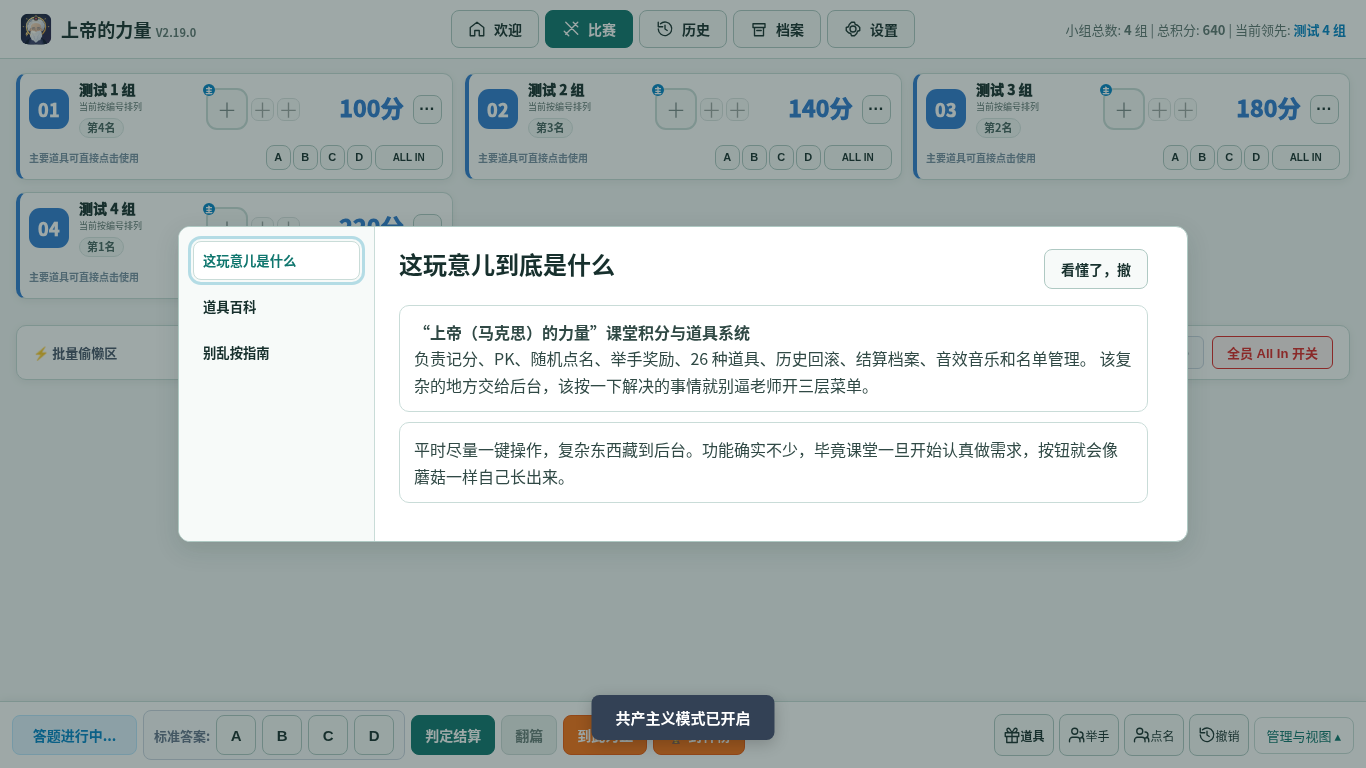 上帝的力量 V2.19.0
欢迎
比赛
历史
档案
设置
小组总数: 4 组 | 总积分: 640 | 当前领先: 测试 4 组
01
测试 1 组
当前按编号排列
第4名
主
100分
主要道具可直接点击使用
A B C D ALL IN
02
测试 2 组
当前按编号排列
第3名
主
140分
主要道具可直接点击使用
A B C D ALL IN
03
测试 3 组
当前按编号排列
第2名
主
180分
主要道具可直接点击使用
A B C D ALL IN
04
测试 4 组
当前按编号排列
第1名
主
主要道具可直接点击使用
⚡ 批量偷懒区
全员 All In 开关
这玩意儿是什么
道具百科
别乱按指南
这玩意儿到底是什么
看懂了，撤
“上帝（马克思）的力量”课堂积分与道具系统
负责记分、PK、随机点名、举手奖励、26 种道具、历史回滚、结算档案、音效音乐和名单管理。 该复
杂的地方交给后台，该按一下解决的事情就别逼老师开三层菜单。
平时尽量一键操作，复杂东西藏到后台。功能确实不少，毕竟课堂一旦开始认真做需求，按钮就会像
蘑菇一样自己长出来。
共产主义模式已开启
答题进行中...
标准答案:
A B C D
判定结算
翻篇
道具
举手
点名
撤销
管理与视图 ▴